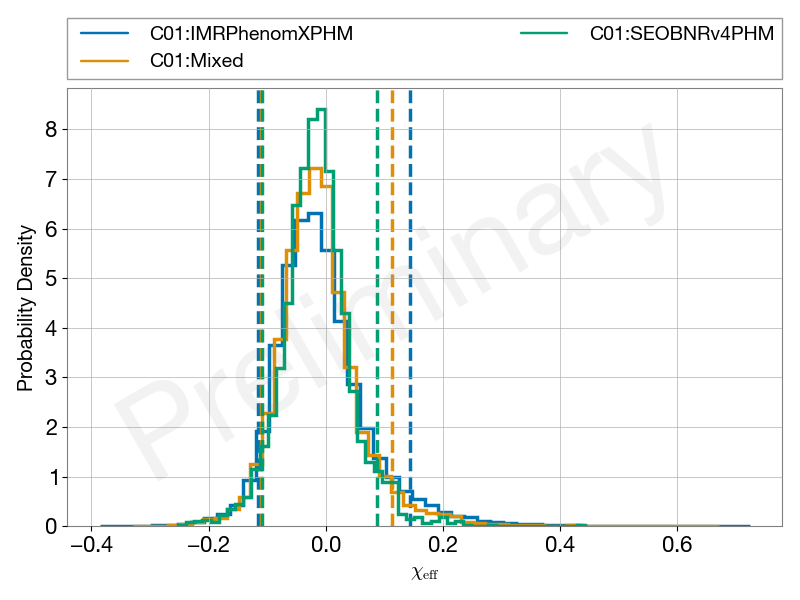 C01:IMRPhenomXPHM
C01:Mixed
C01:SEOBNRv4PHM
Preliminary
Probability Density
8
7
6
5
4
3
2
1
0
−0.4 −0.2 0.0 0.2 0.4 0.6
χeff